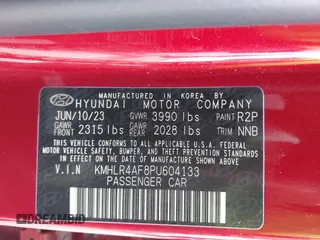 MANUFACTURED IN KOREA
HYUNDAI MOTOR COMPANY
JUN/10/23 GVWR 3990 lbs PAINT R2P
GAWR FRONT 2315 lbs GAWR REAR 2028 lbs TRIM NNB
THIS VEHICLE CONFORMS TO ALL APPLICABLE U.S.
FEDERAL MOTOR VEHICLE SAFETY, BUMPER, AND THEFT
PREVENTION STANDARDS IN EFFECT ON THE DATE OF
MANUFACTURE SHOWN ABOVE.
V.I.N KMHLR4AF8PU604133
PASSENGER CAR
DREAMBID